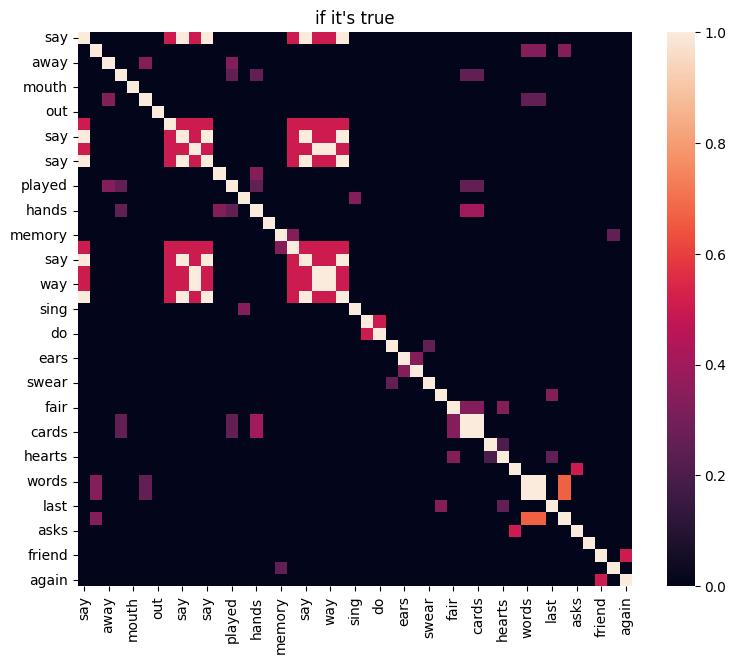 if it's true
say
away
mouth
out
say
say
played
hands
memory
say
way
sing
do
ears
swear
fair
cards
hearts
words
last
asks
friend
again
1.0
0.8
0.6
0.4
0.2
0.0
say
away
mouth
out
say
say
played
hands
memory
say
way
sing
do
ears
swear
fair
cards
hearts
words
last
asks
friend
again